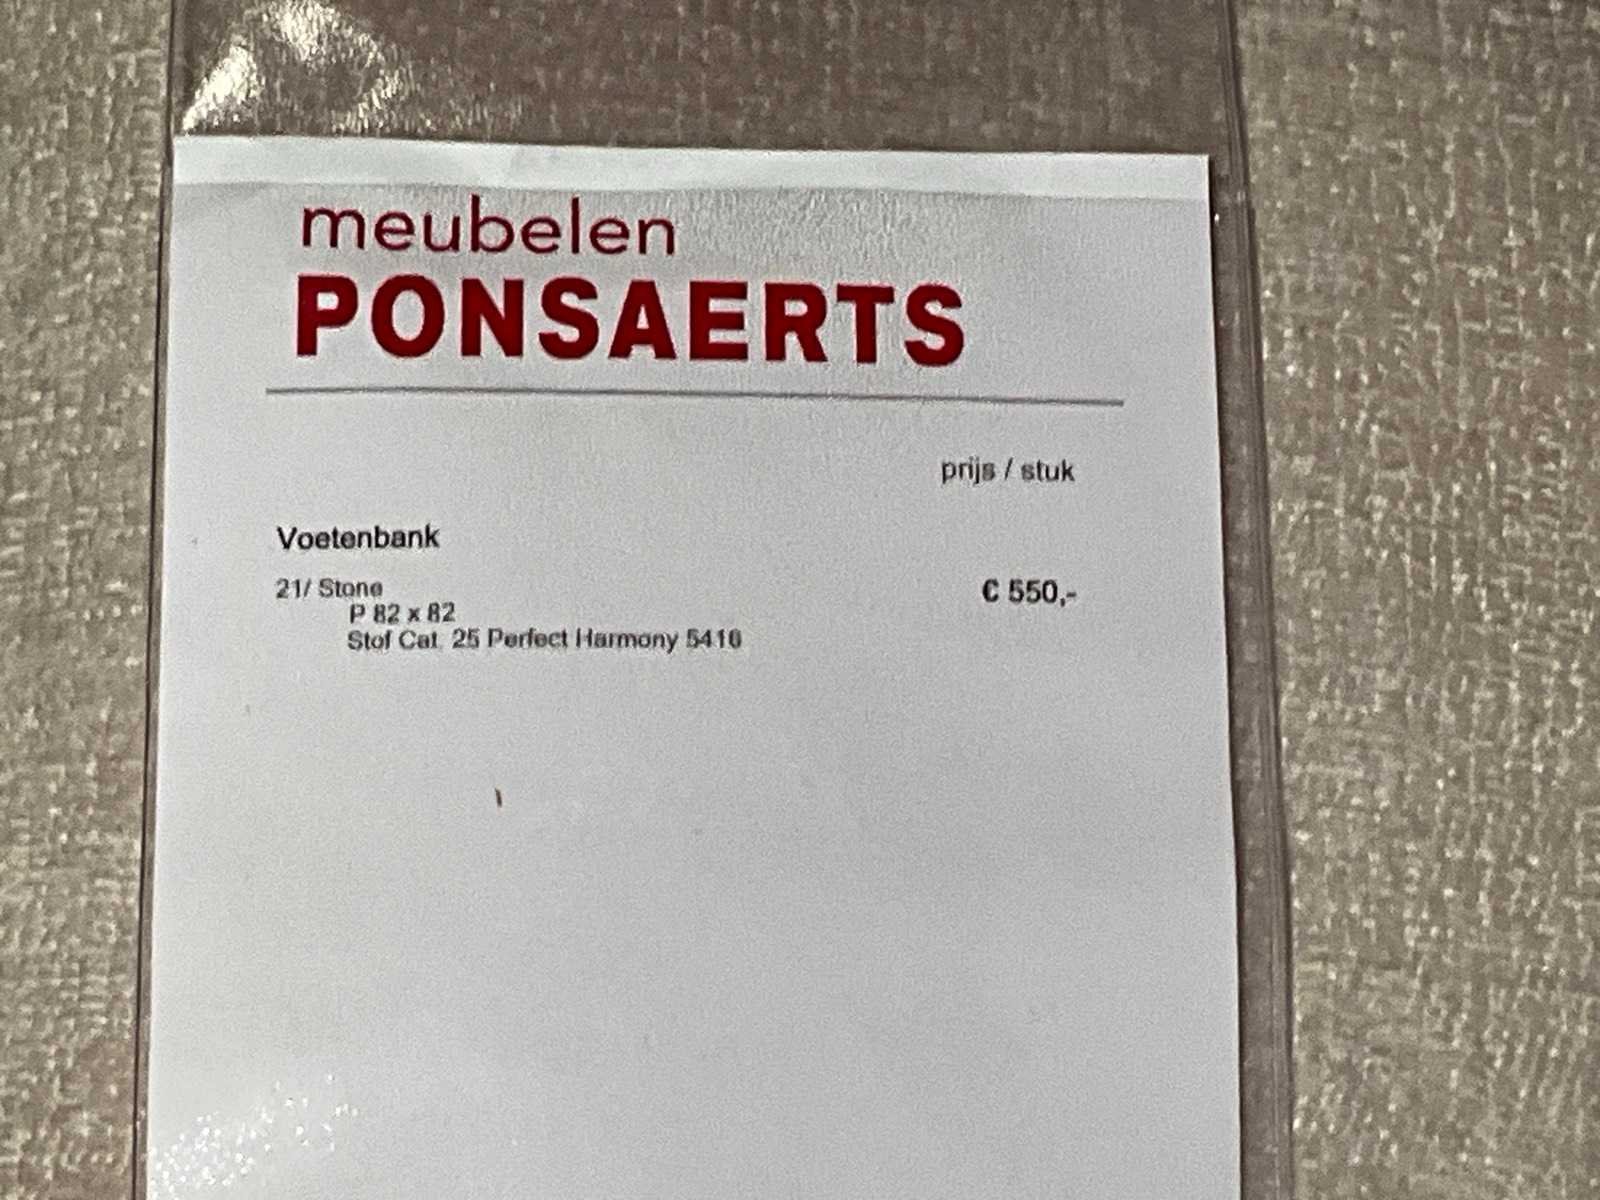 meubelen
PONSAERTS
prijs / stuk
Voetenbank
21/ Stone
€ 550,-
P 82 x 82
Stof Cat. 25 Perfect Harmony 5416